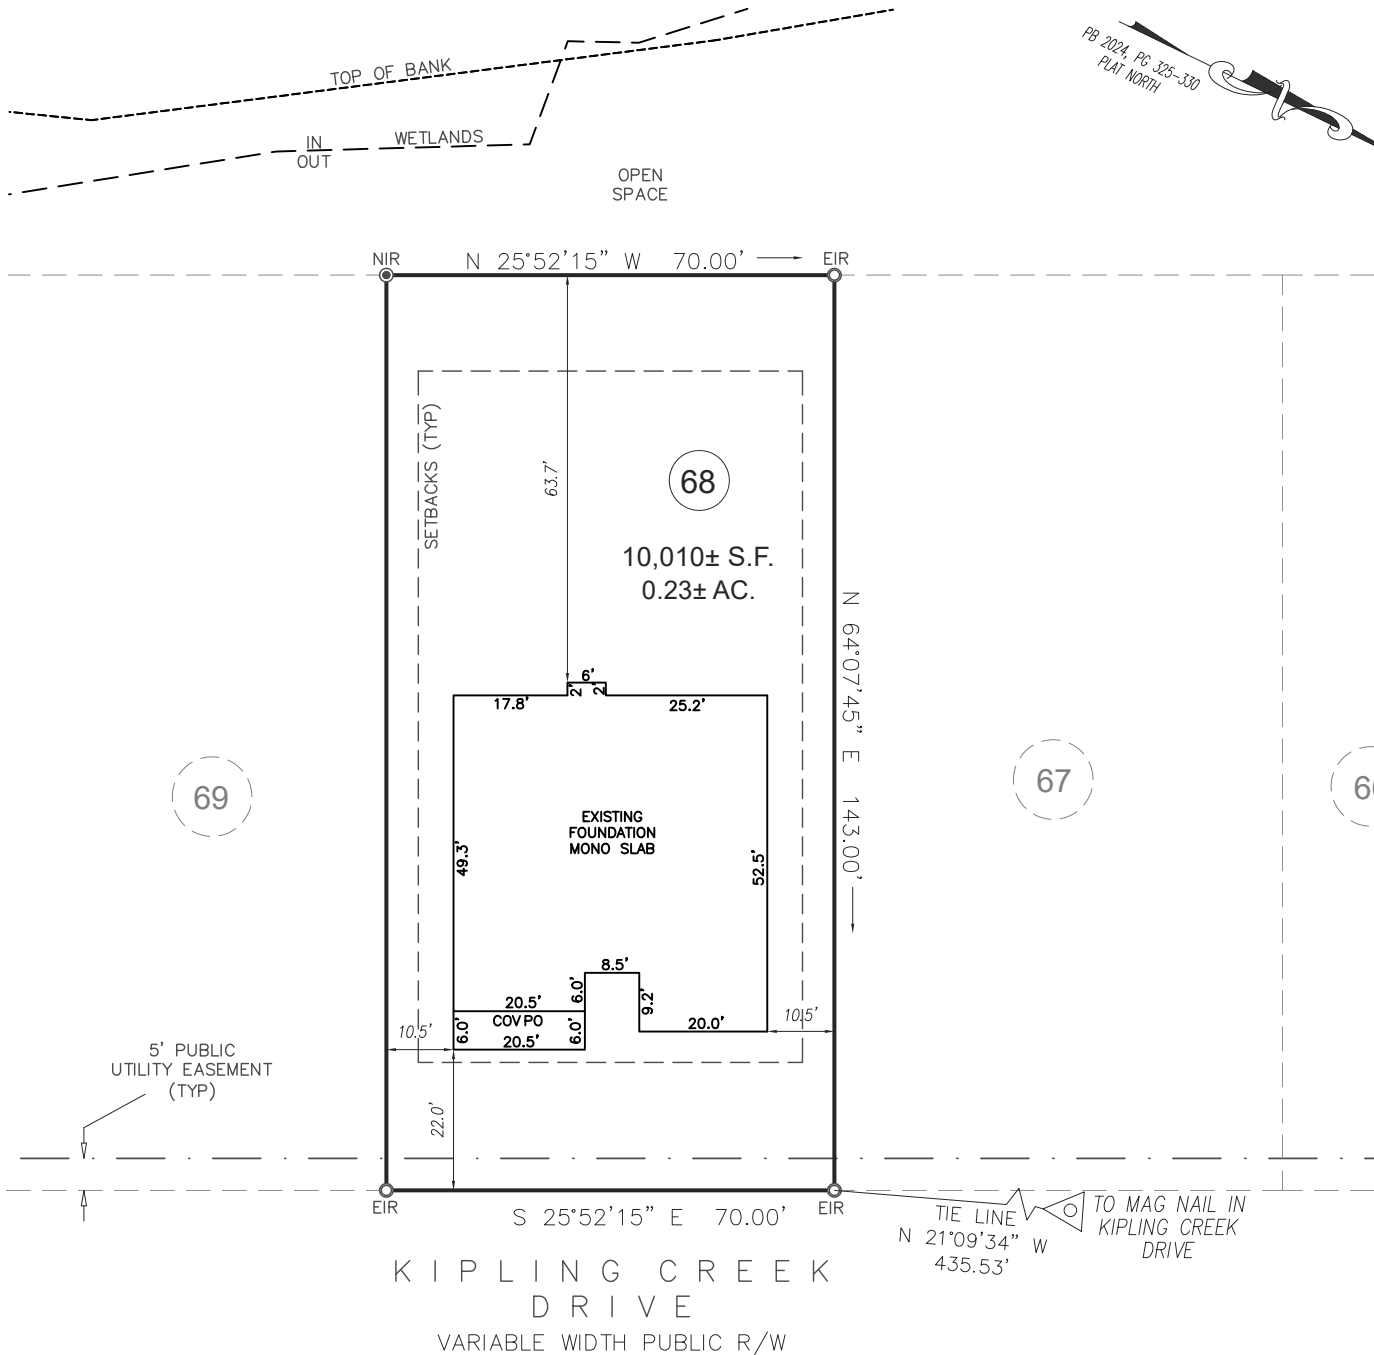 PB 2024, PG 325-330
PLAT NORTH
TOP OF BANK
IN
OUT
WETLANDS
OPEN
SPACE
NIR
N 25°52'15" W 70.00'
EIR
SETBACKS (TYP)
63.7'
68
10,010± S.F.
0.23± AC.
N 64°07'45" E 143.00'
6'
2'
2'
17.8'
25.2'
69
67
EXISTING
FOUNDATION
MONO SLAB
49.3'
52.5'
8.5'
6.0'
9.2'
20.5'
COV PO
6.0'
6.0'
20.5'
20.0'
10.5'
10.5'
5' PUBLIC
UTILITY EASEMENT
(TYP)
22.0'
EIR
S 25°52'15" E 70.00'
EIR
TIE LINE
N 21°09'34" W
435.53'
TO MAG NAIL IN
KIPLING CREEK
DRIVE
KIPLING CREEK
DRIVE
VARIABLE WIDTH PUBLIC R/W